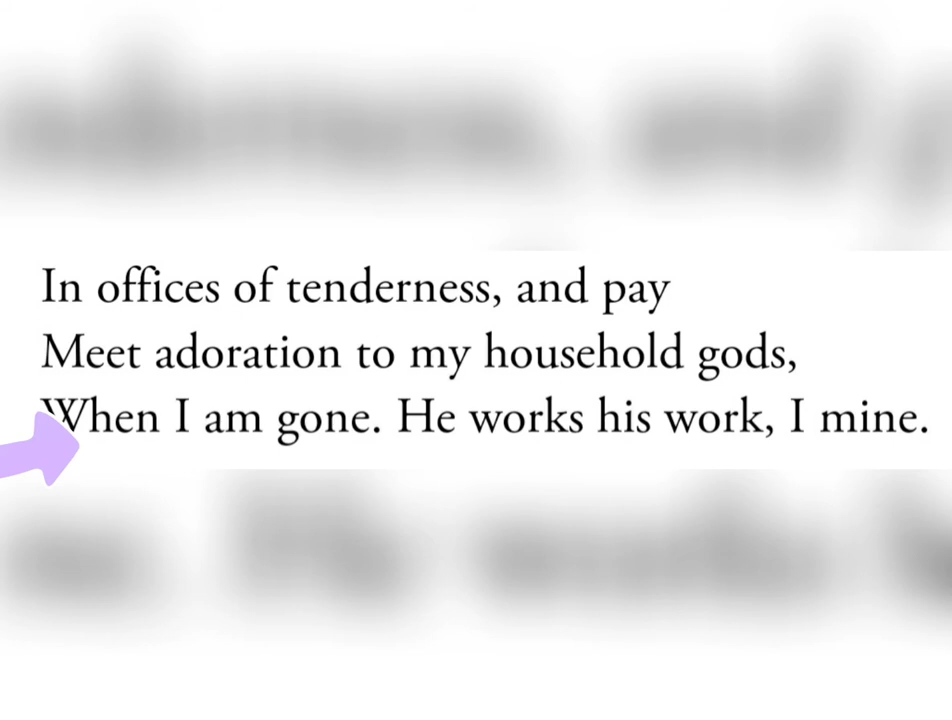 In offices of tenderness, and pay
Meet adoration to my household gods,
When I am gone. He works his work, I mine.